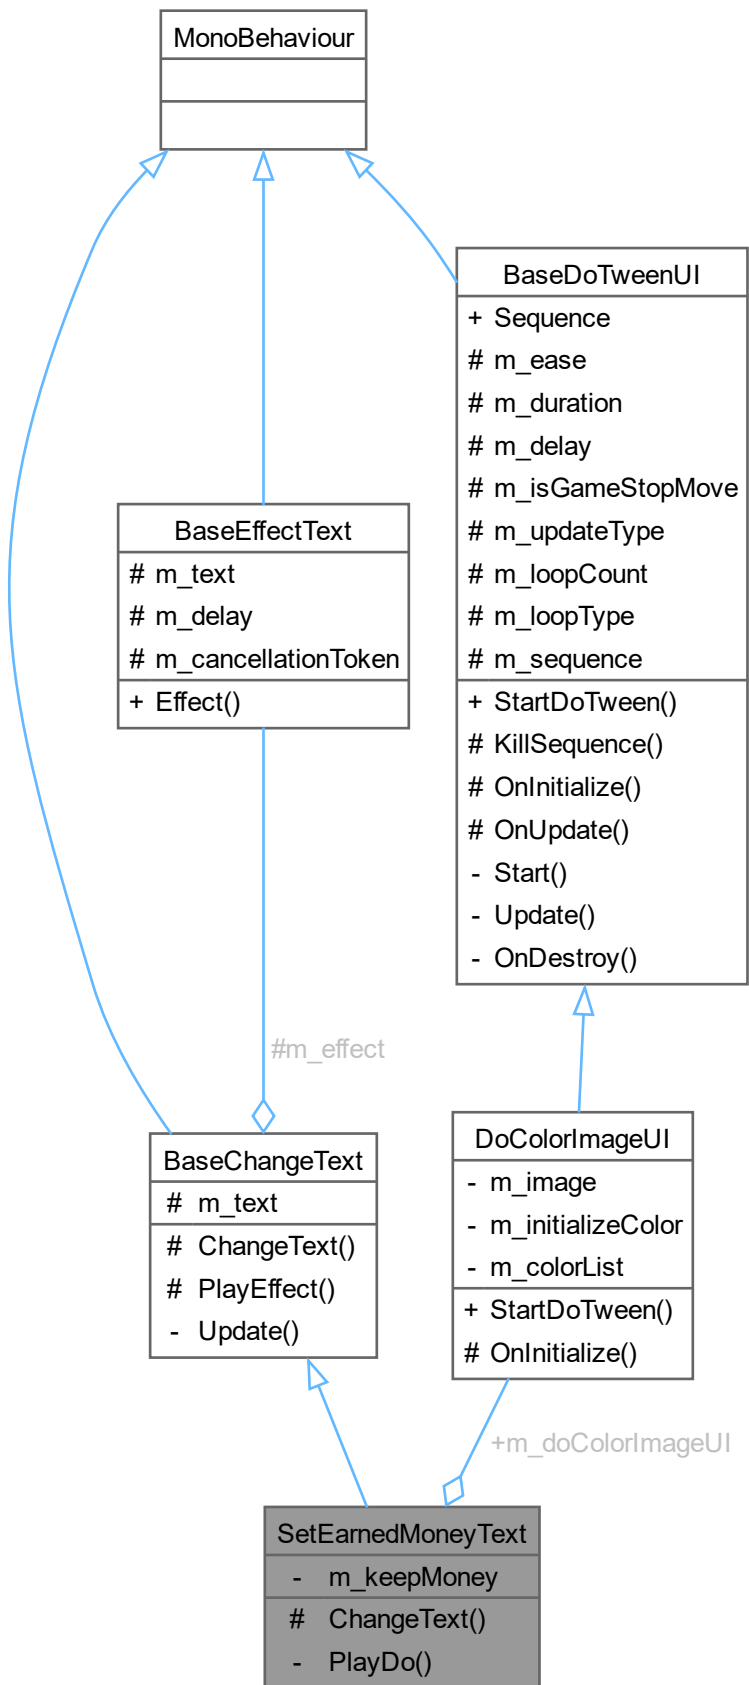 MonoBehaviour
BaseDoTweenUI
+ Sequence
# m_ease
# m_duration
# m_delay
# m_isGameStopMove
# m_updateType
# m_loopCount
# m_loopType
# m_sequence
+ StartDoTween()
# KillSequence()
# OnInitialize()
# OnUpdate()
- Start()
- Update()
- OnDestroy()
BaseEffectText
# m_text
# m_delay
# m_cancellationToken
+ Effect()
#m_effect
BaseChangeText
# m_text
# ChangeText()
# PlayEffect()
- Update()
DoColorImageUI
- m_image
- m_initializeColor
- m_colorList
+ StartDoTween()
# OnInitialize()
+m_doColorImageUI
SetEarnedMoneyText
- m_keepMoney
# ChangeText()
- PlayDo()